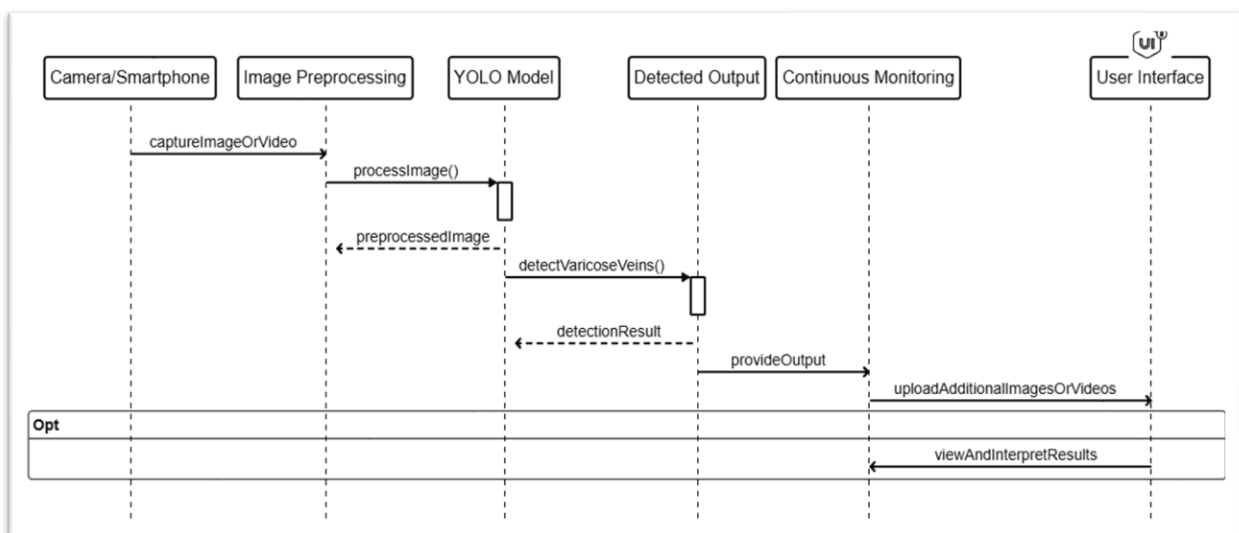 UI
Camera/Smartphone
Image Preprocessing
YOLO Model
Detected Output
Continuous Monitoring
User Interface
captureImageOrVideo
processImage()
preprocessedImage
detectVaricoseVeins()
detectionResult
provideOutput
uploadAdditionalImagesOrVideos
Opt
viewAndInterpretResults